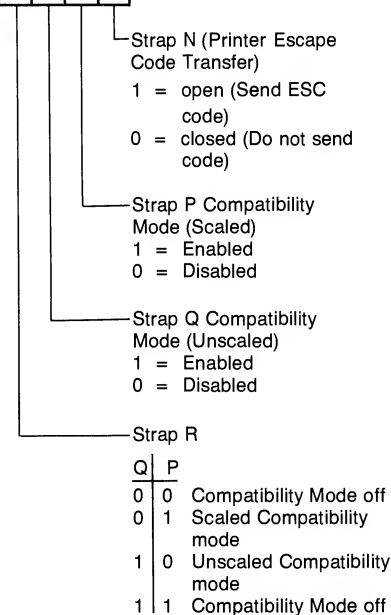 Strap N (Printer Escape
Code Transfer)
1 = open (Send ESC
code)
0 = closed (Do not send
code)
Strap P Compatibility
Mode (Scaled)
1 = Enabled
0 = Disabled
Strap Q Compatibility
Mode (Unscaled)
1 = Enabled
0 = Disabled
Strap R
Q P
0 0 Compatibility Mode off
0 1 Scaled Compatibility
mode
1 0 Unscaled Compatibility
mode
1 1 Compatibility Mode off